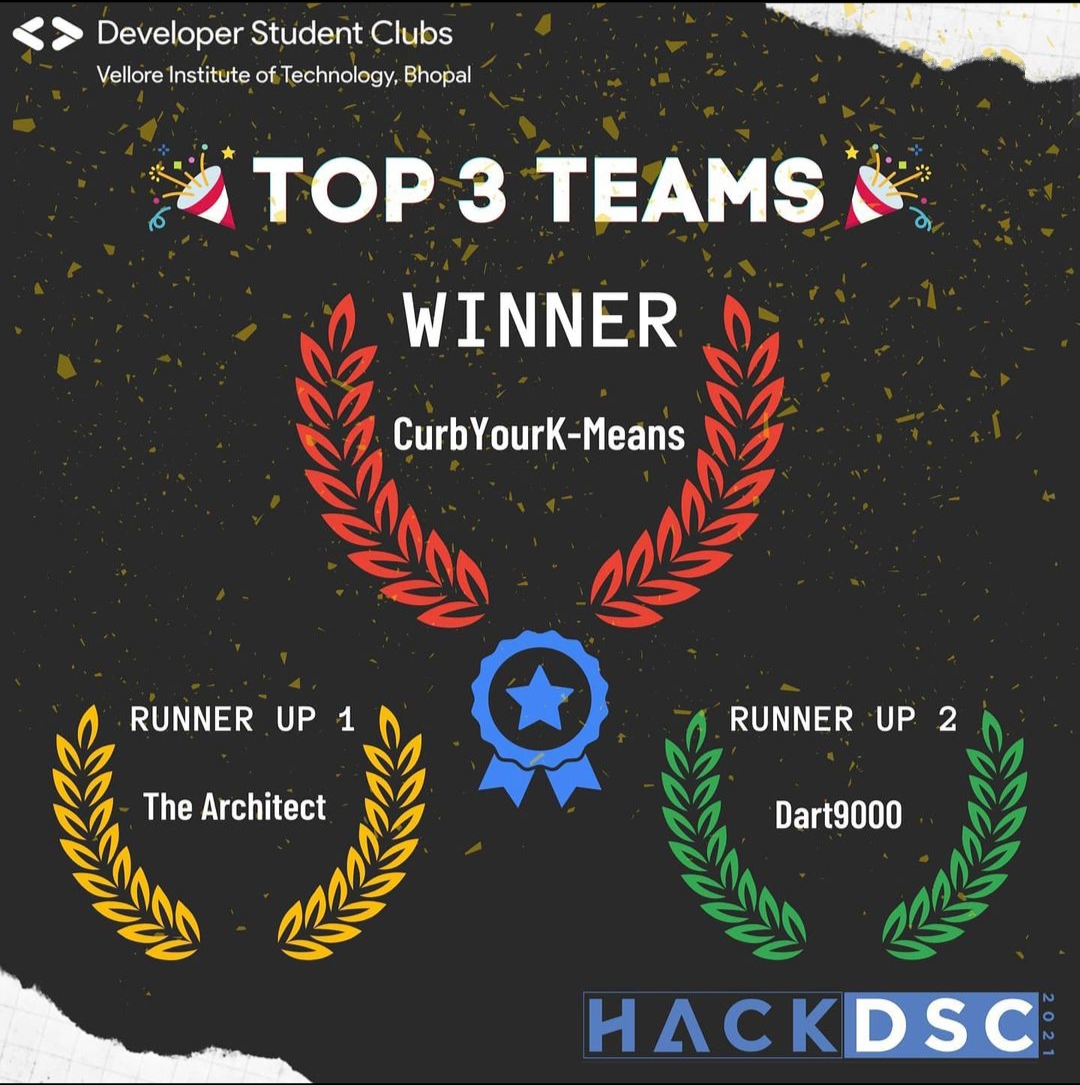 Developer Student Clubs
Vellore Institute of Technology, Bhopal
TOP 3 TEAMS
WINNER
CurbYourK-Means
RUNNER UP 1
The Architect
RUNNER UP 2
Dart9000
HACKDSC 2021